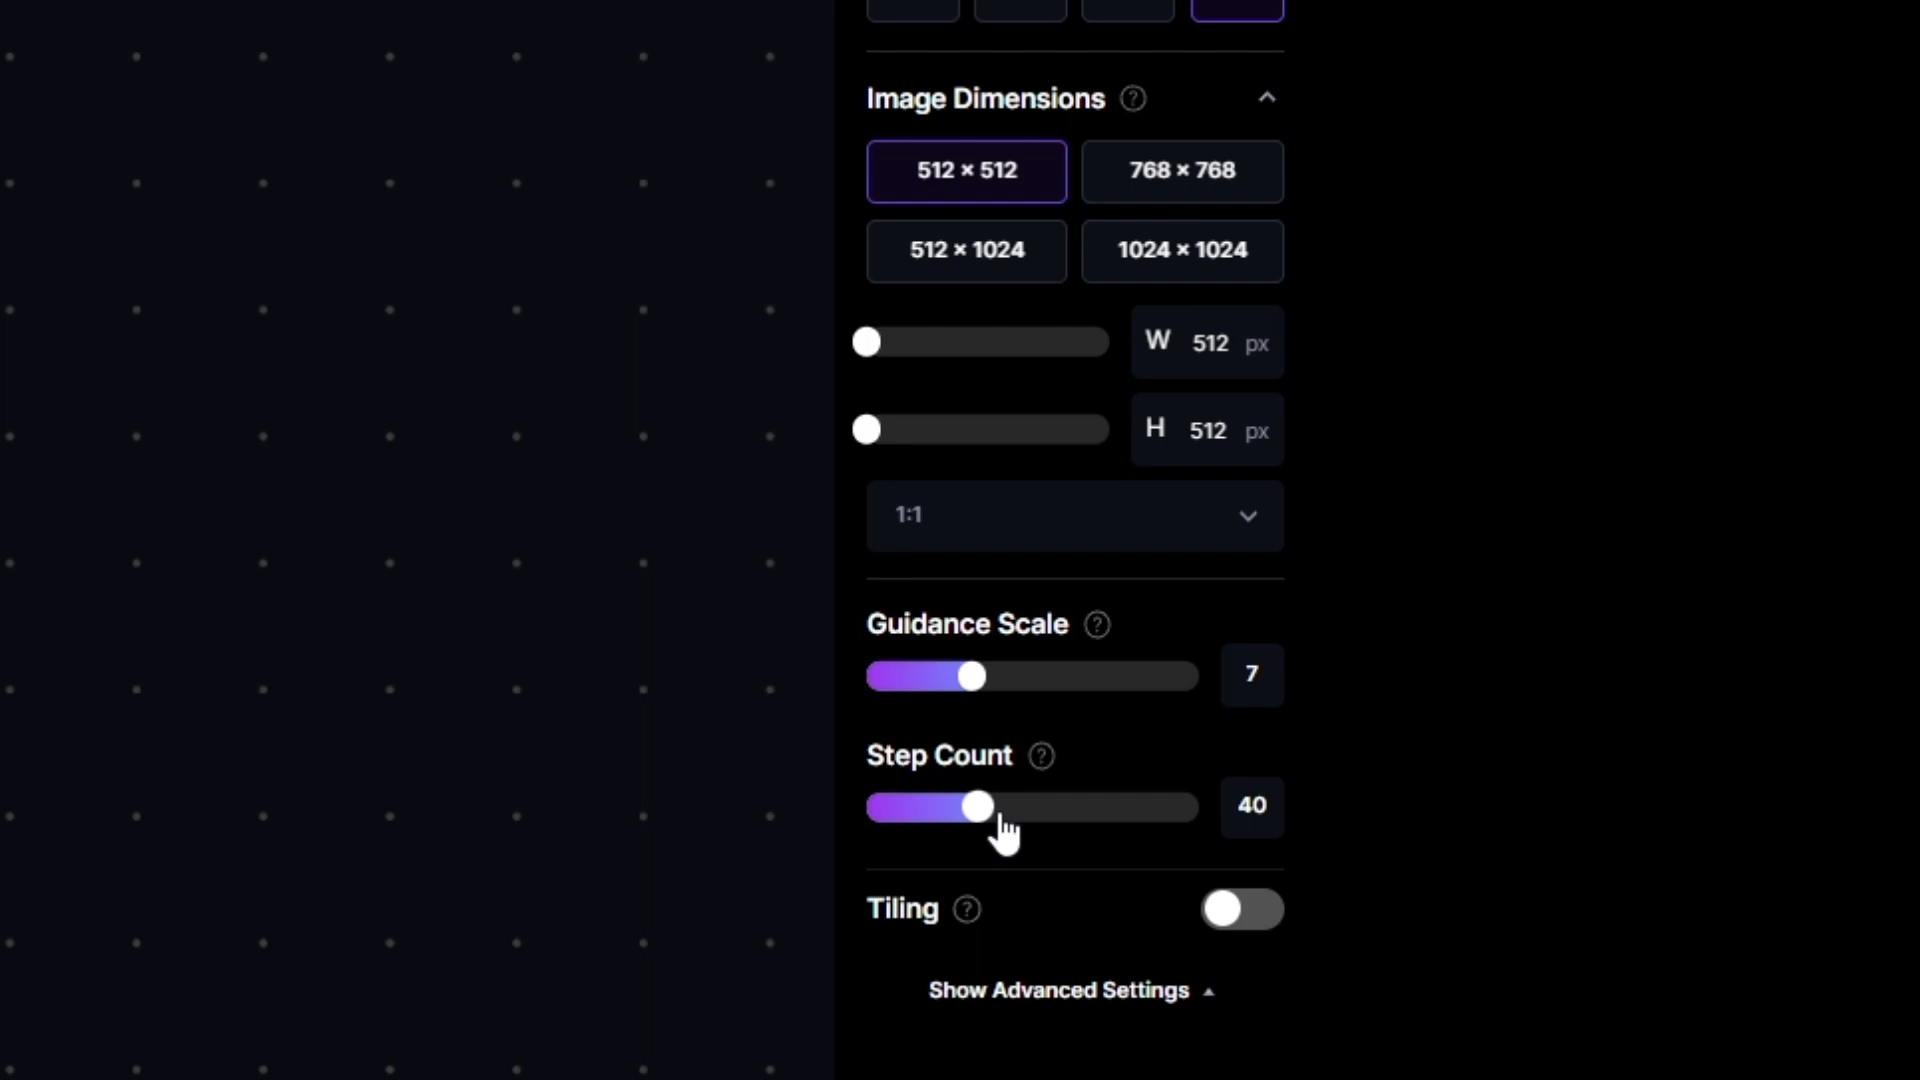 Image Dimensions ?
512 × 512
768 × 768
512 × 1024
1024 × 1024
W 512 px
H 512 px
1:1
Guidance Scale ?
7
Step Count ?
40
Tiling ?
Show Advanced Settings